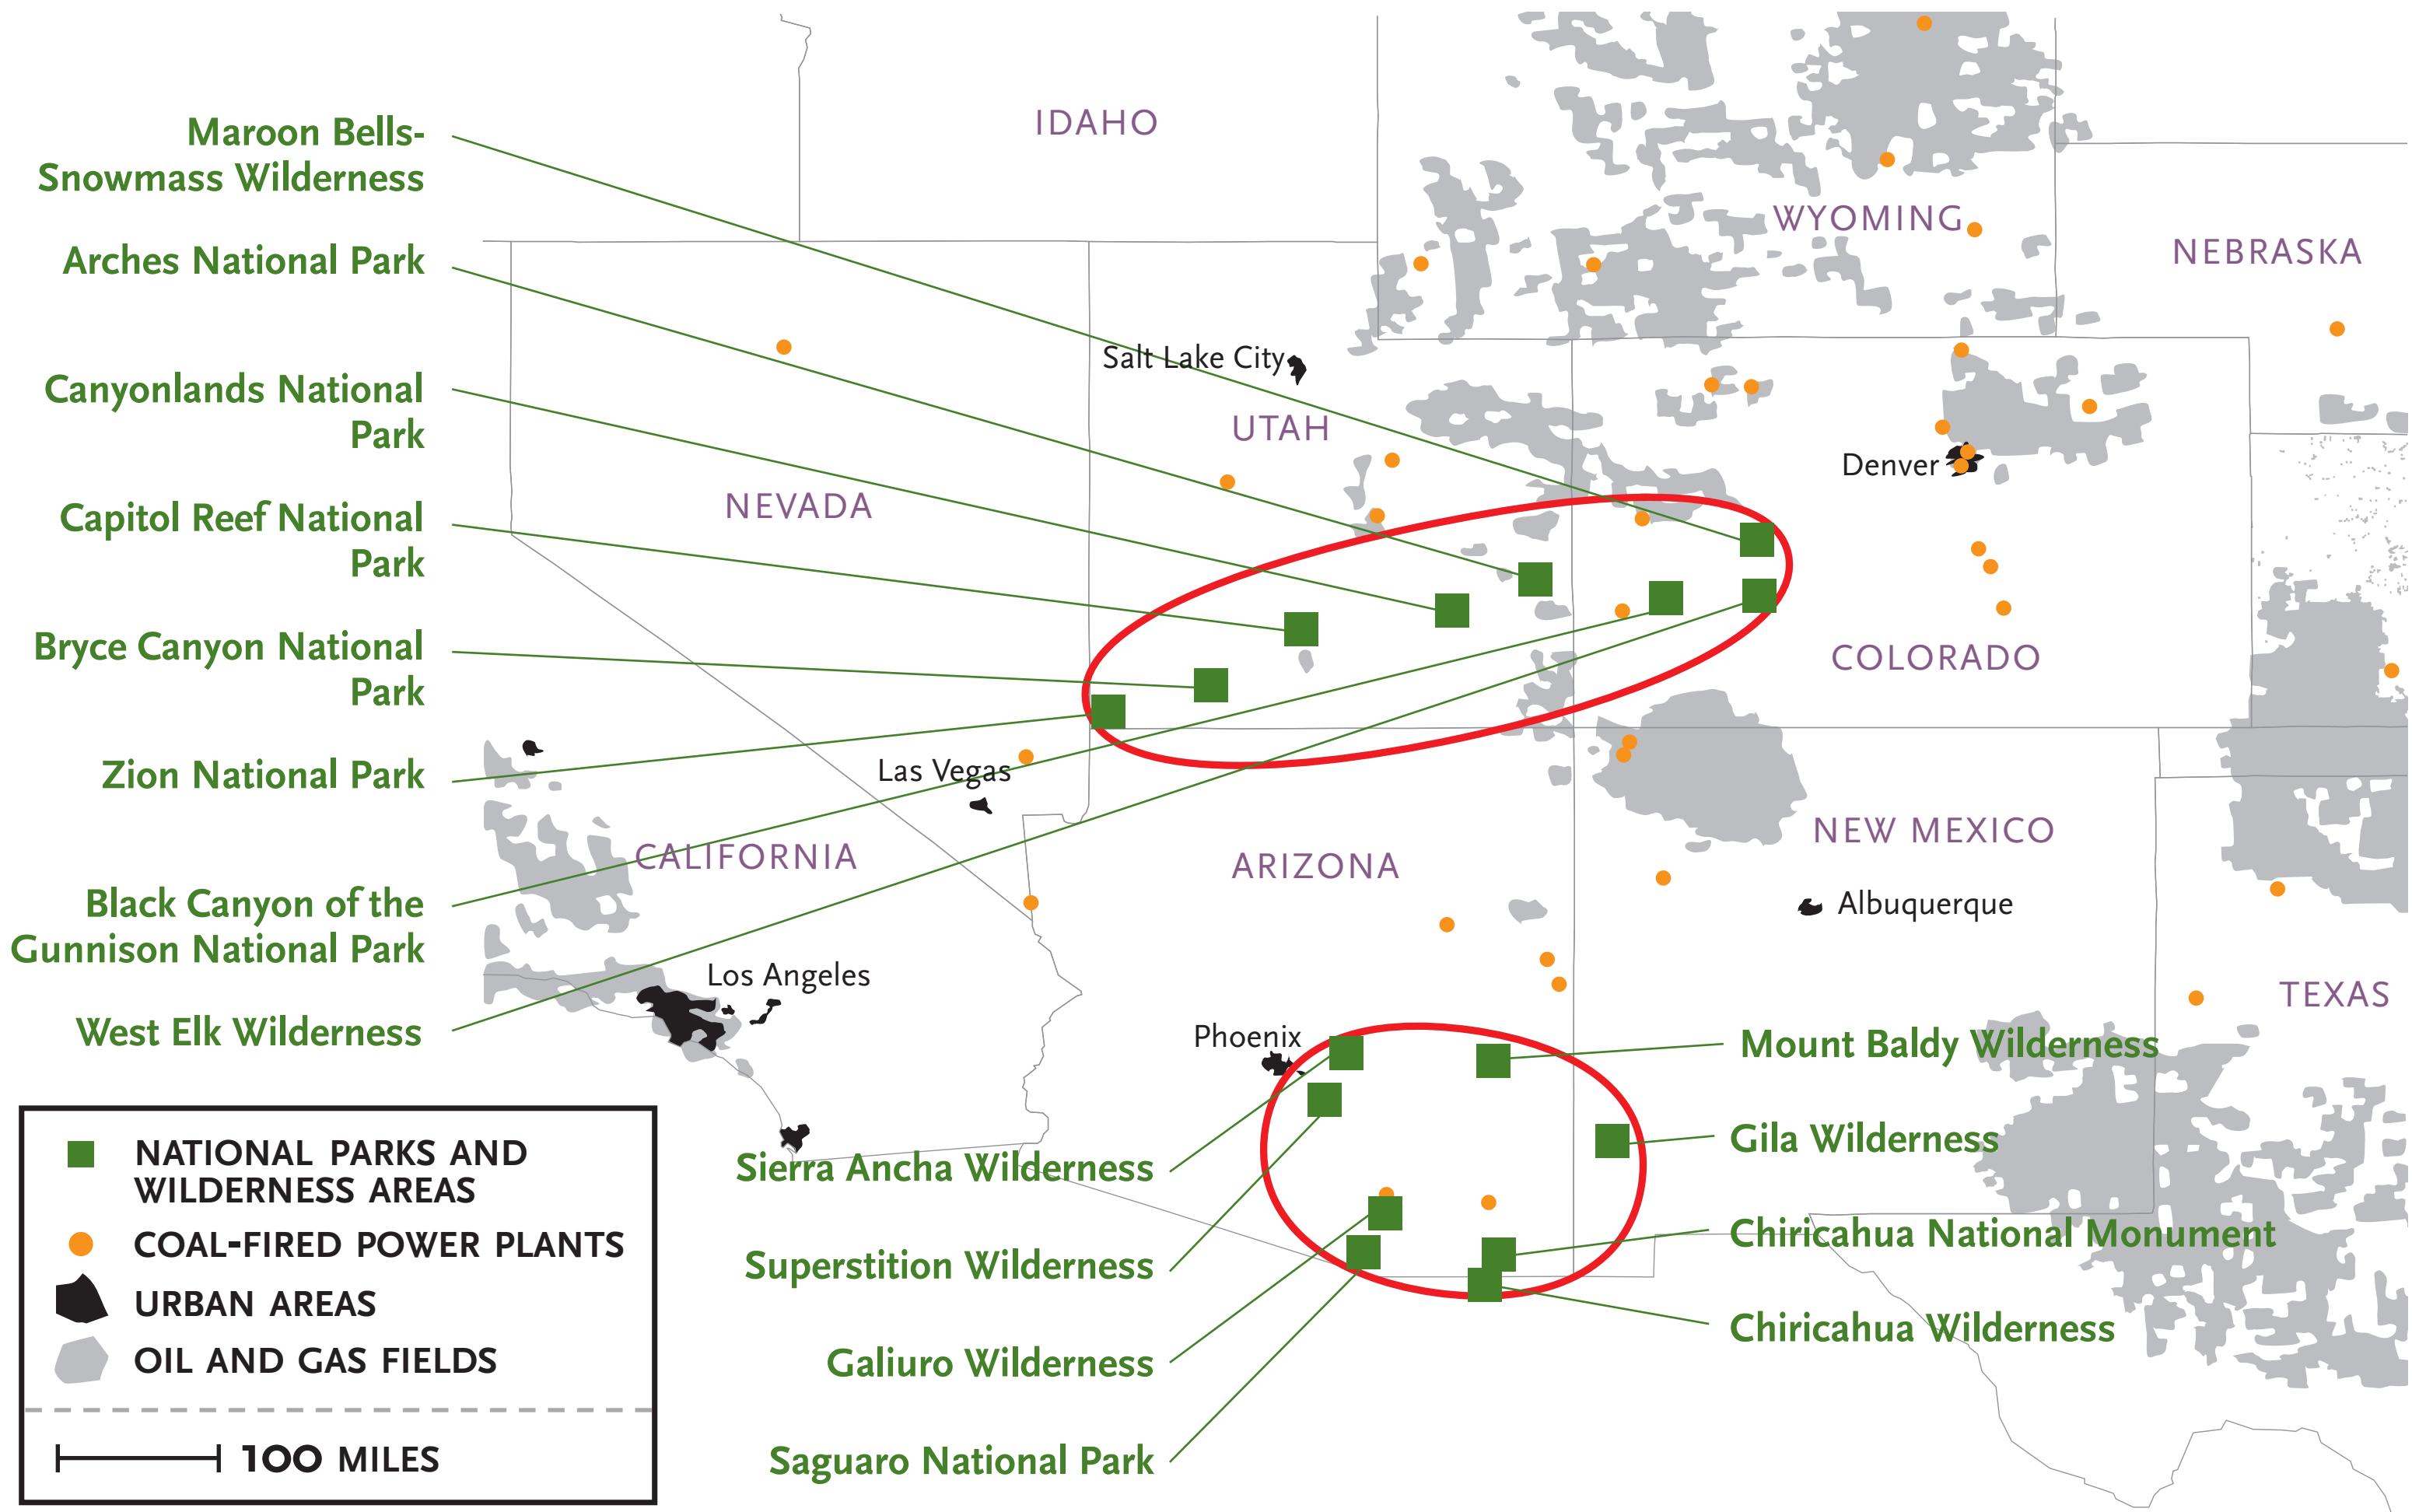 Maroon Bells-
Snowmass Wilderness
Arches National Park
Canyonlands National
Park
Capitol Reef National
Park
Bryce Canyon National
Park
Zion National Park
Black Canyon of the
Gunnison National Park
West Elk Wilderness
IDAHO
WYOMING
NEBRASKA
Salt Lake City
UTAH
Denver
NEVADA
COLORADO
Las Vegas
CALIFORNIA
ARIZONA
NEW MEXICO
Albuquerque
Los Angeles
TEXAS
Phoenix
Mount Baldy Wilderness
Gila Wilderness
Chiricahua National Monument
Chiricahua Wilderness
Sierra Ancha Wilderness
Superstition Wilderness
Galiuro Wilderness
Saguaro National Park
NATIONAL PARKS AND
WILDERNESS AREAS
COAL-FIRED POWER PLANTS
URBAN AREAS
OIL AND GAS FIELDS
100 MILES